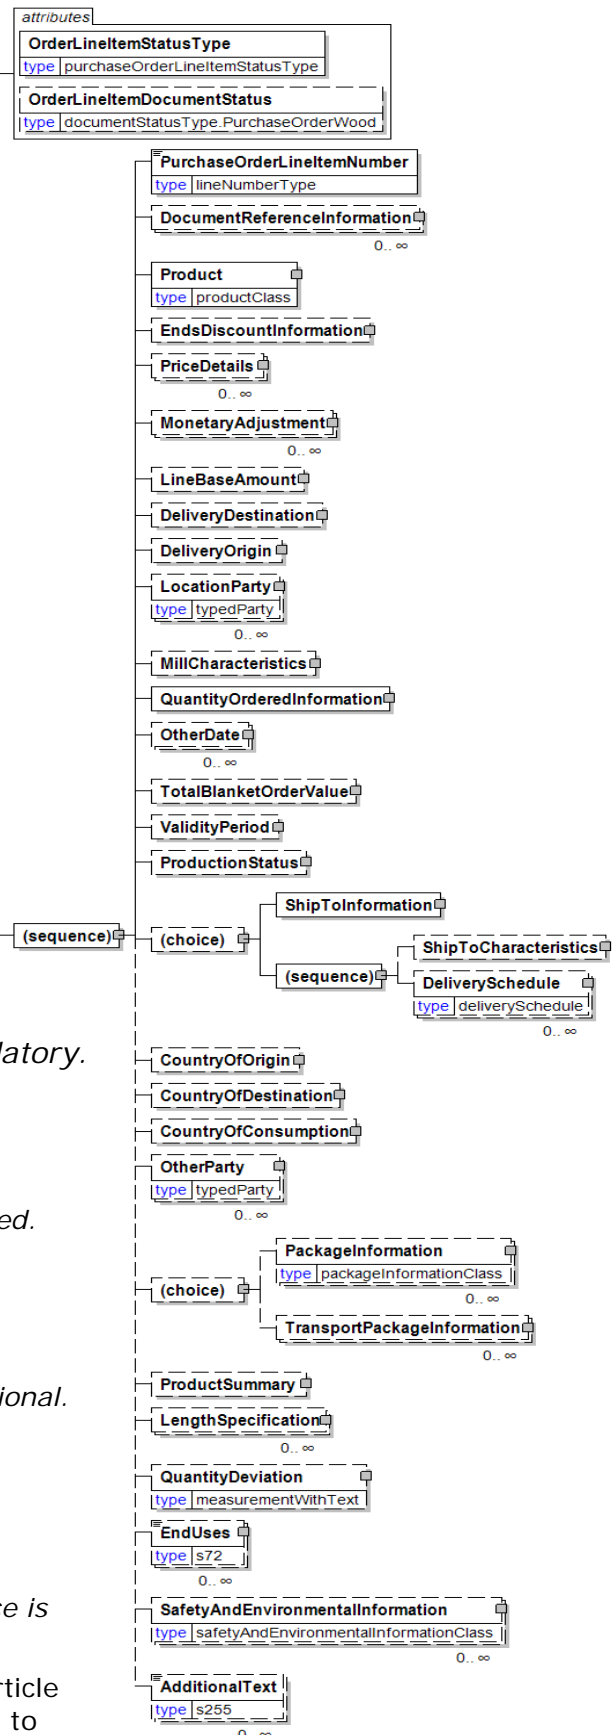 attributes
OrderLineItemStatusType
type purchaseOrderLineItemStatusType
OrderLineItemDocumentStatus
type documentStatusType.PurchaseOrderWood
PurchaseOrderLineItemNumber
type lineNumberType
DocumentReferenceInformation
0..∞
Product
type productClass
EndsDiscountInformation
PriceDetails
0..∞
MonetaryAdjustment
0..∞
LineBaseAmount
DeliveryDestination
DeliveryOrigin
LocationParty
type typedParty
0..∞
MillCharacteristics
QuantityOrderedInformation
OtherDate
0..∞
TotalBlanketOrderValue
ValidityPeriod
ProductionStatus
ShipToInformation
(sequence) (choice)
ShipToCharacteristics
(sequence) DeliverySchedule
type deliverySchedule
0..∞
latory.
CountryOfOrigin
CountryOfDestination
CountryOfConsumption
OtherParty
type typedParty
0..∞
ed.
PackageInformation
type packageInformationClass
0..∞
(choice)
TransportPackageInformation
0..∞
ProductSummary
ional.
LengthSpecification
0..∞
QuantityDeviation
type measurementWithText
EndUses
type s72
0..∞
e is
SafetyAndEnvironmentalInformation
type safetyAndEnvironmentalInformationClass
0..∞
rticle
AdditionalText
type s255
to
0..∞